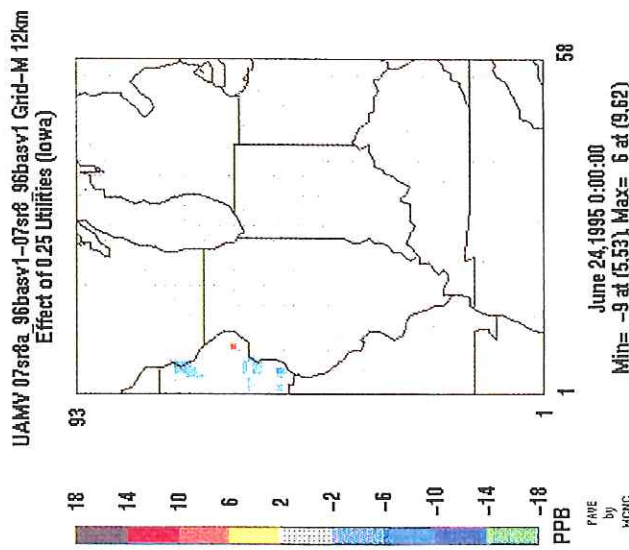 UAMV 07sr8a_96basv1-07sr8_96basv1 Grid-M 12km
Effect of 0.25 Utilities (Iowa)
18
14
10
6
2
-2
-6
-10
-14
-18
PPB
PAVE
by
MCNC
93
1
1
58
June 24,1995 0:00:00
Min= -9 at (5,53), Max= 6 at (9,62)